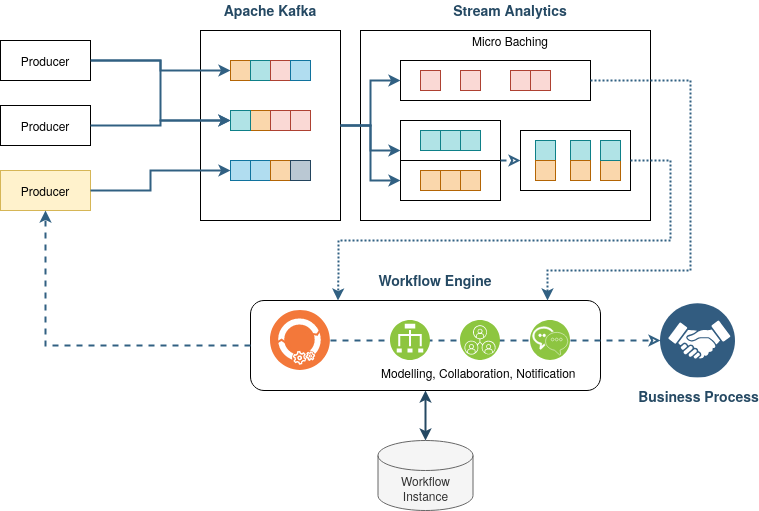 Apache Kafka
Stream Analytics
Micro Baching
Producer
Producer
Producer
Workflow Engine
Modelling, Collaboration, Notification
Business Process
Workflow
Instance